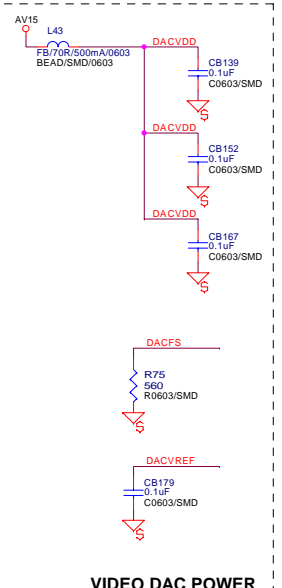 AV15
L43
FB/70R/500mA/0603
BEAD/SMD/0603
DACVDD
CB139
0.1uF
C0603/SMD
S
DACVDD
CB152
0.1uF
C0603/SMD
S
DACVDD
CB167
0.1uF
C0603/SMD
S
DACFS
R75
560
R0603/SMD
S
DACVREF
CB179
0.1uF
C0603/SMD
S
VIDEO DAC POWER